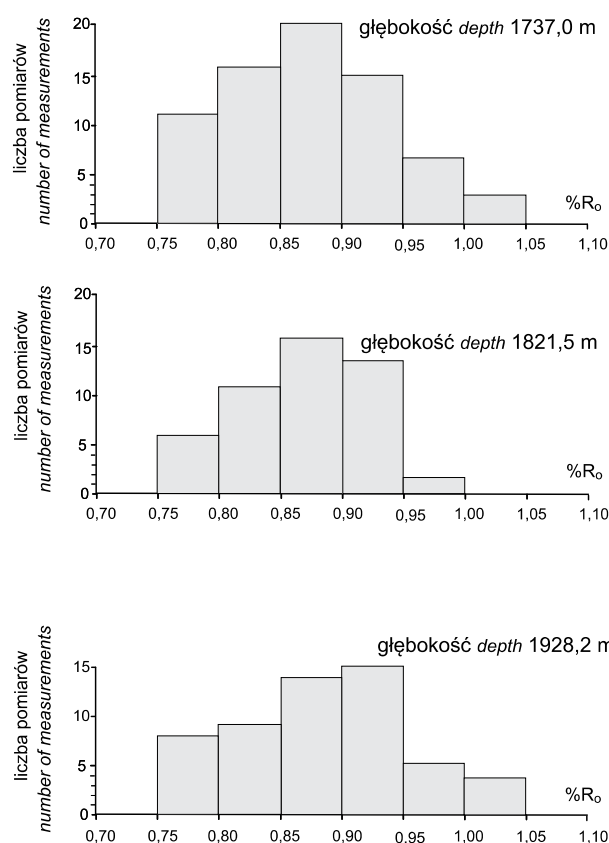 liczba pomiarów
number of measurements
głębokość depth 1737,0 m
20
15
10
5
0
%Ro
0,70 0,75 0,80 0,85 0,90 0,95 1,00 1,05 1,10
liczba pomiarów
number of measurements
głębokość depth 1821,5 m
20
15
10
5
0
%Ro
0,70 0,75 0,80 0,85 0,90 0,95 1,00 1,05 1,10
liczba pomiarów
number of measurements
głębokość depth 1928,2 m
15
10
5
0
%Ro
0,70 0,75 0,80 0,85 0,90 0,95 1,00 1,05 1,10